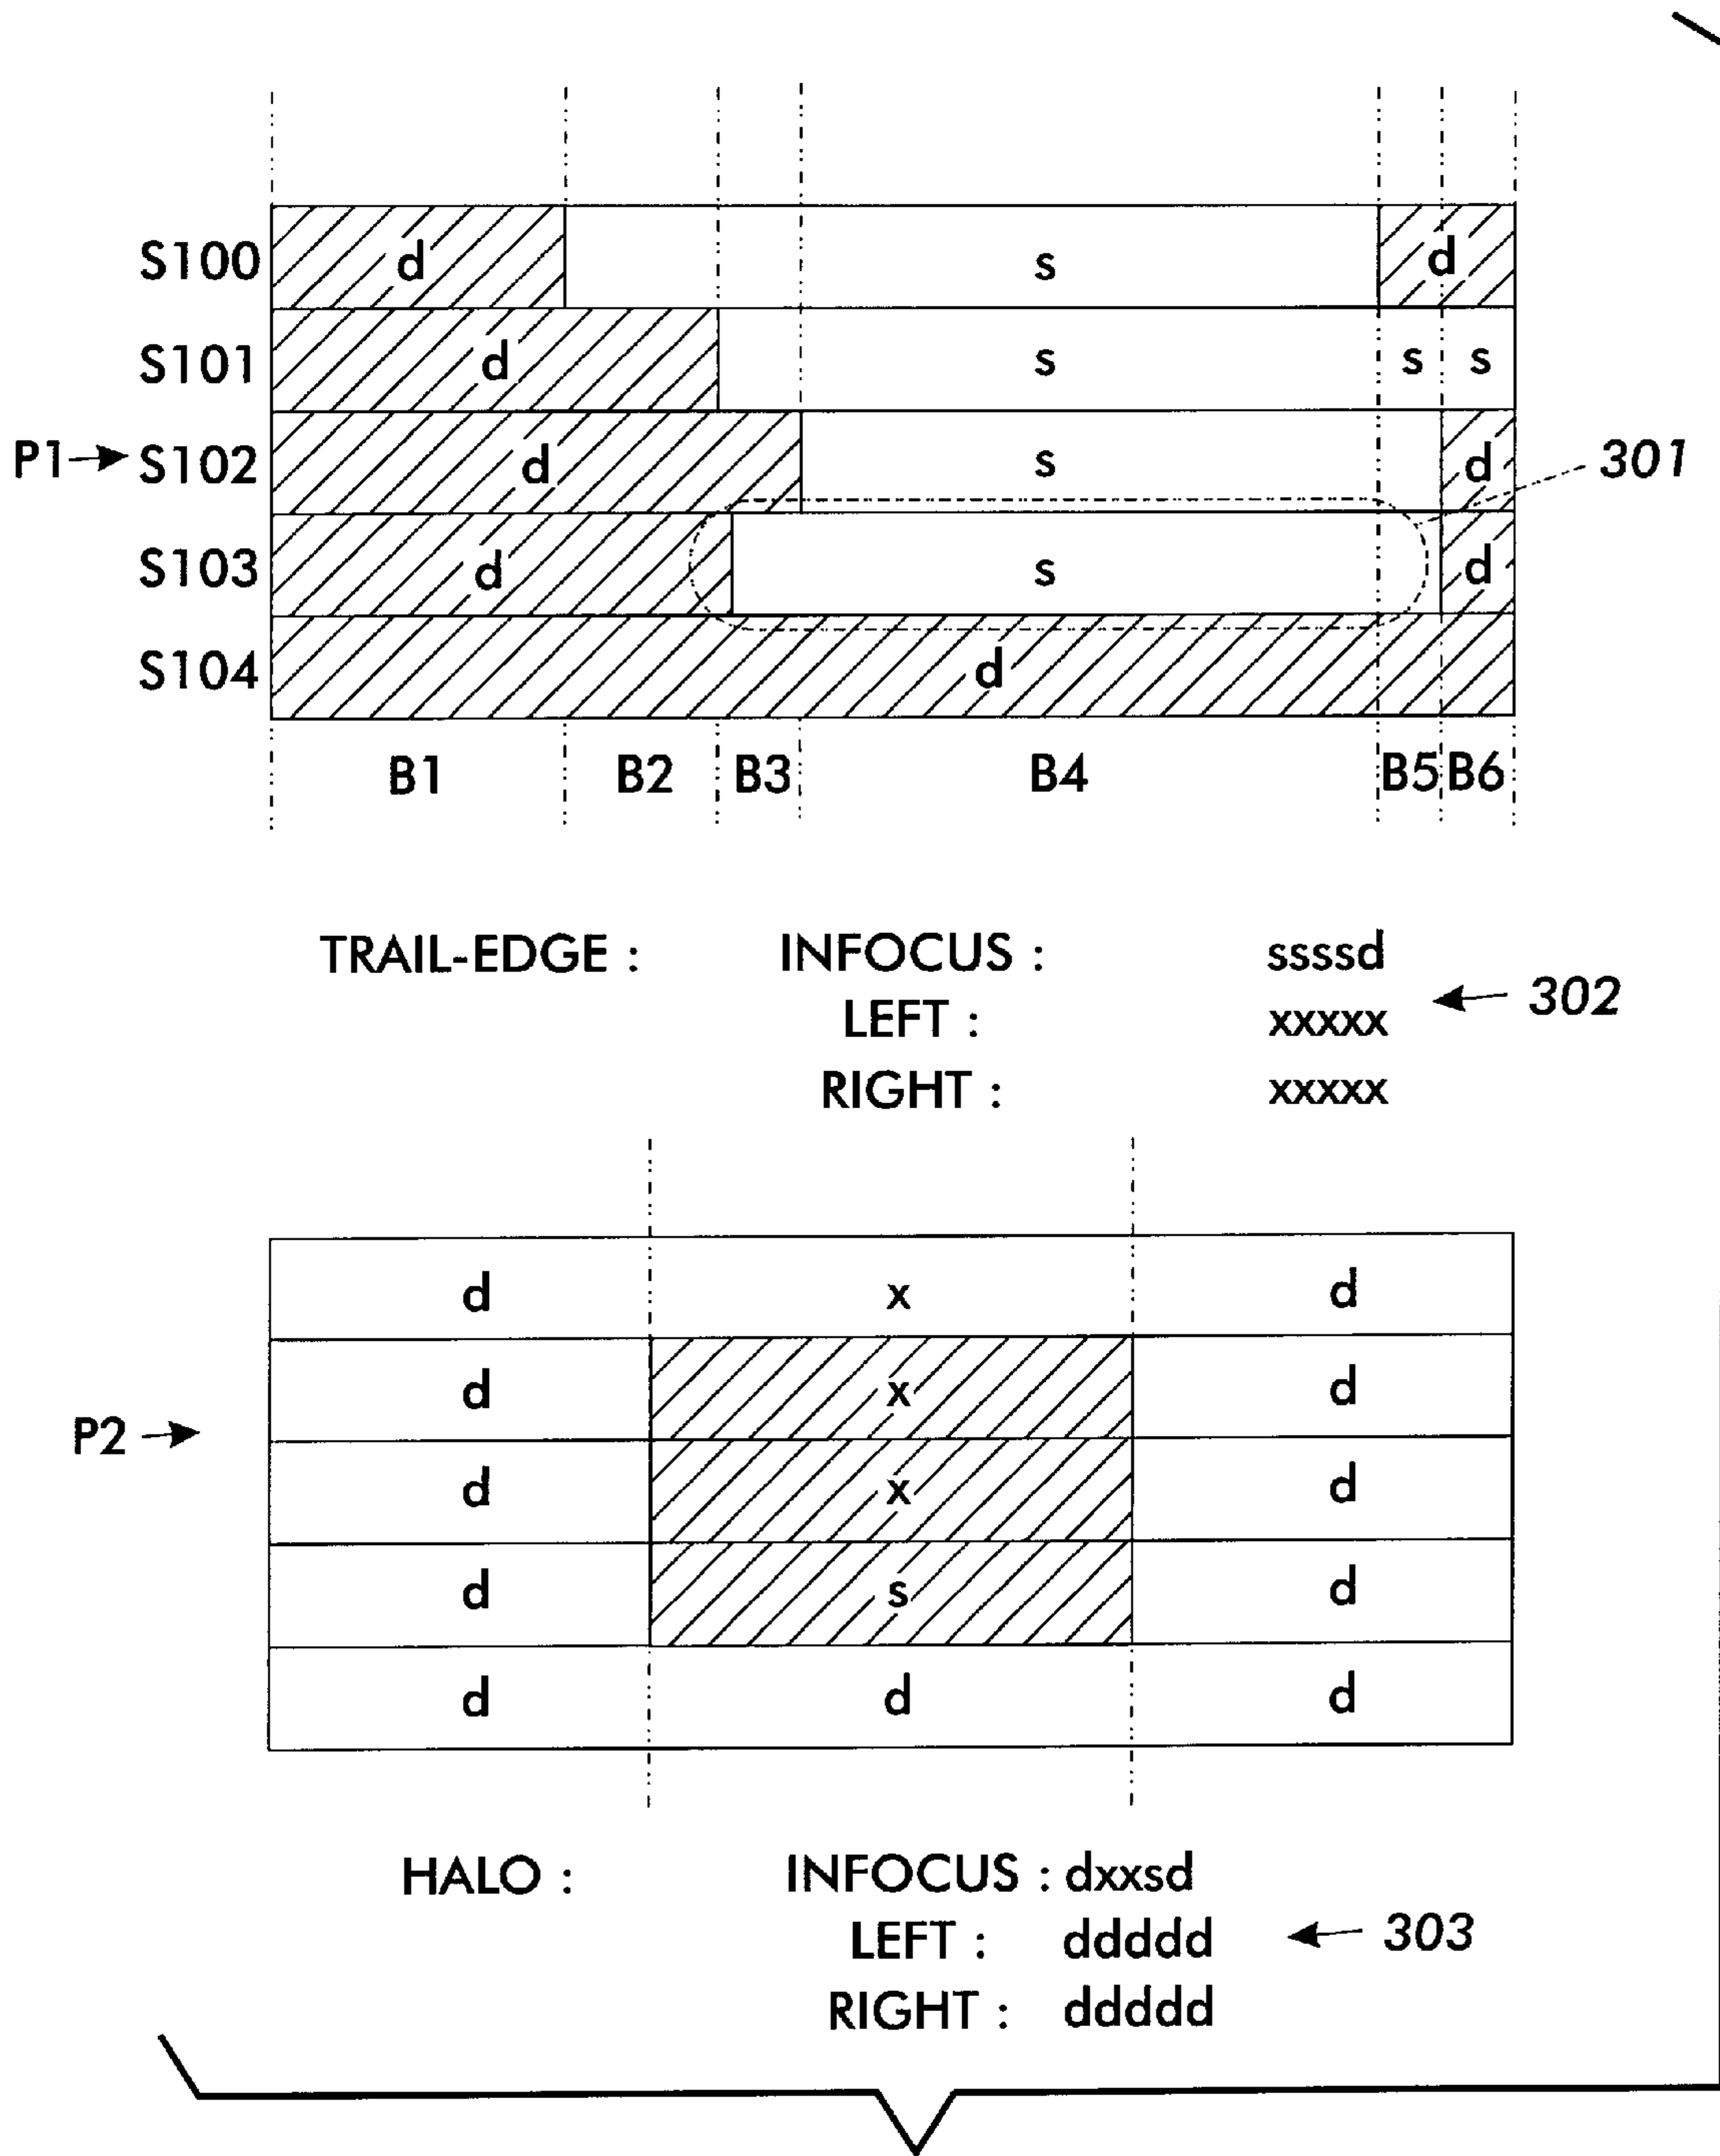 S100 d s d
S101 d s s s
P1 S102 d s d 301
S103 d s d
S104 d
B1 B2 B3 B4 B5 B6
TRAIL-EDGE : INFOCUS : ssssd
302
LEFT : xxxxx
RIGHT : xxxxx
d x d
d x d
P2
d x d
d s d
d d d
HALO : INFOCUS : dxxsd
LEFT : ddddd 303
RIGHT : ddddd